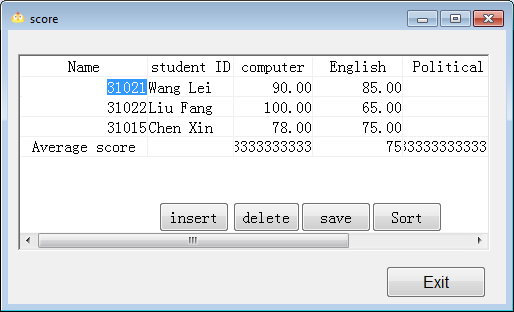 score
Name student ID computer English Political
31021 Wang Lei 90.00 85.00
31022 Liu Fang 100.00 65.00
31015 Chen Xin 78.00 75.00
Average score 3333333333 75 33333333333
insert delete save Sort
Exit